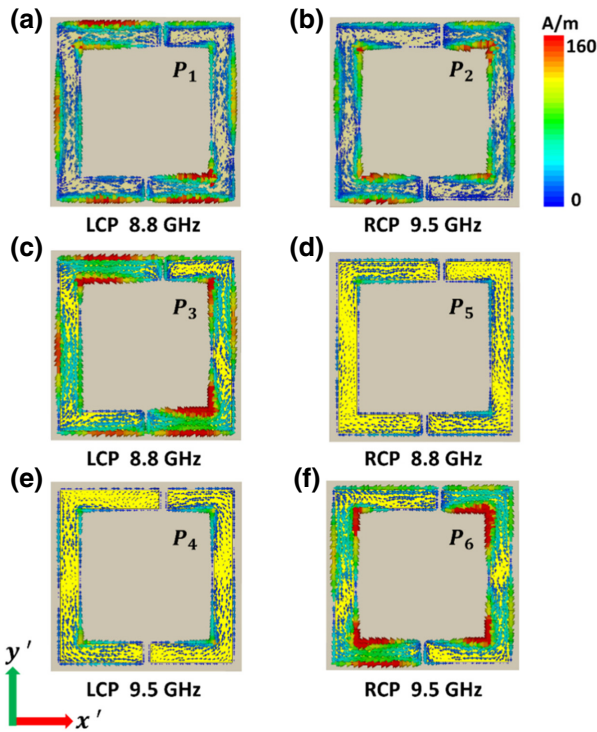 (a)
P₁
LCP 8.8 GHz
(b)
P₂
RCP 9.5 GHz
A/m
160
0
(c)
P₃
LCP 8.8 GHz
(d)
P₅
RCP 8.8 GHz
(e)
P₄
LCP 9.5 GHz
(f)
P₆
RCP 9.5 GHz
y'
x'